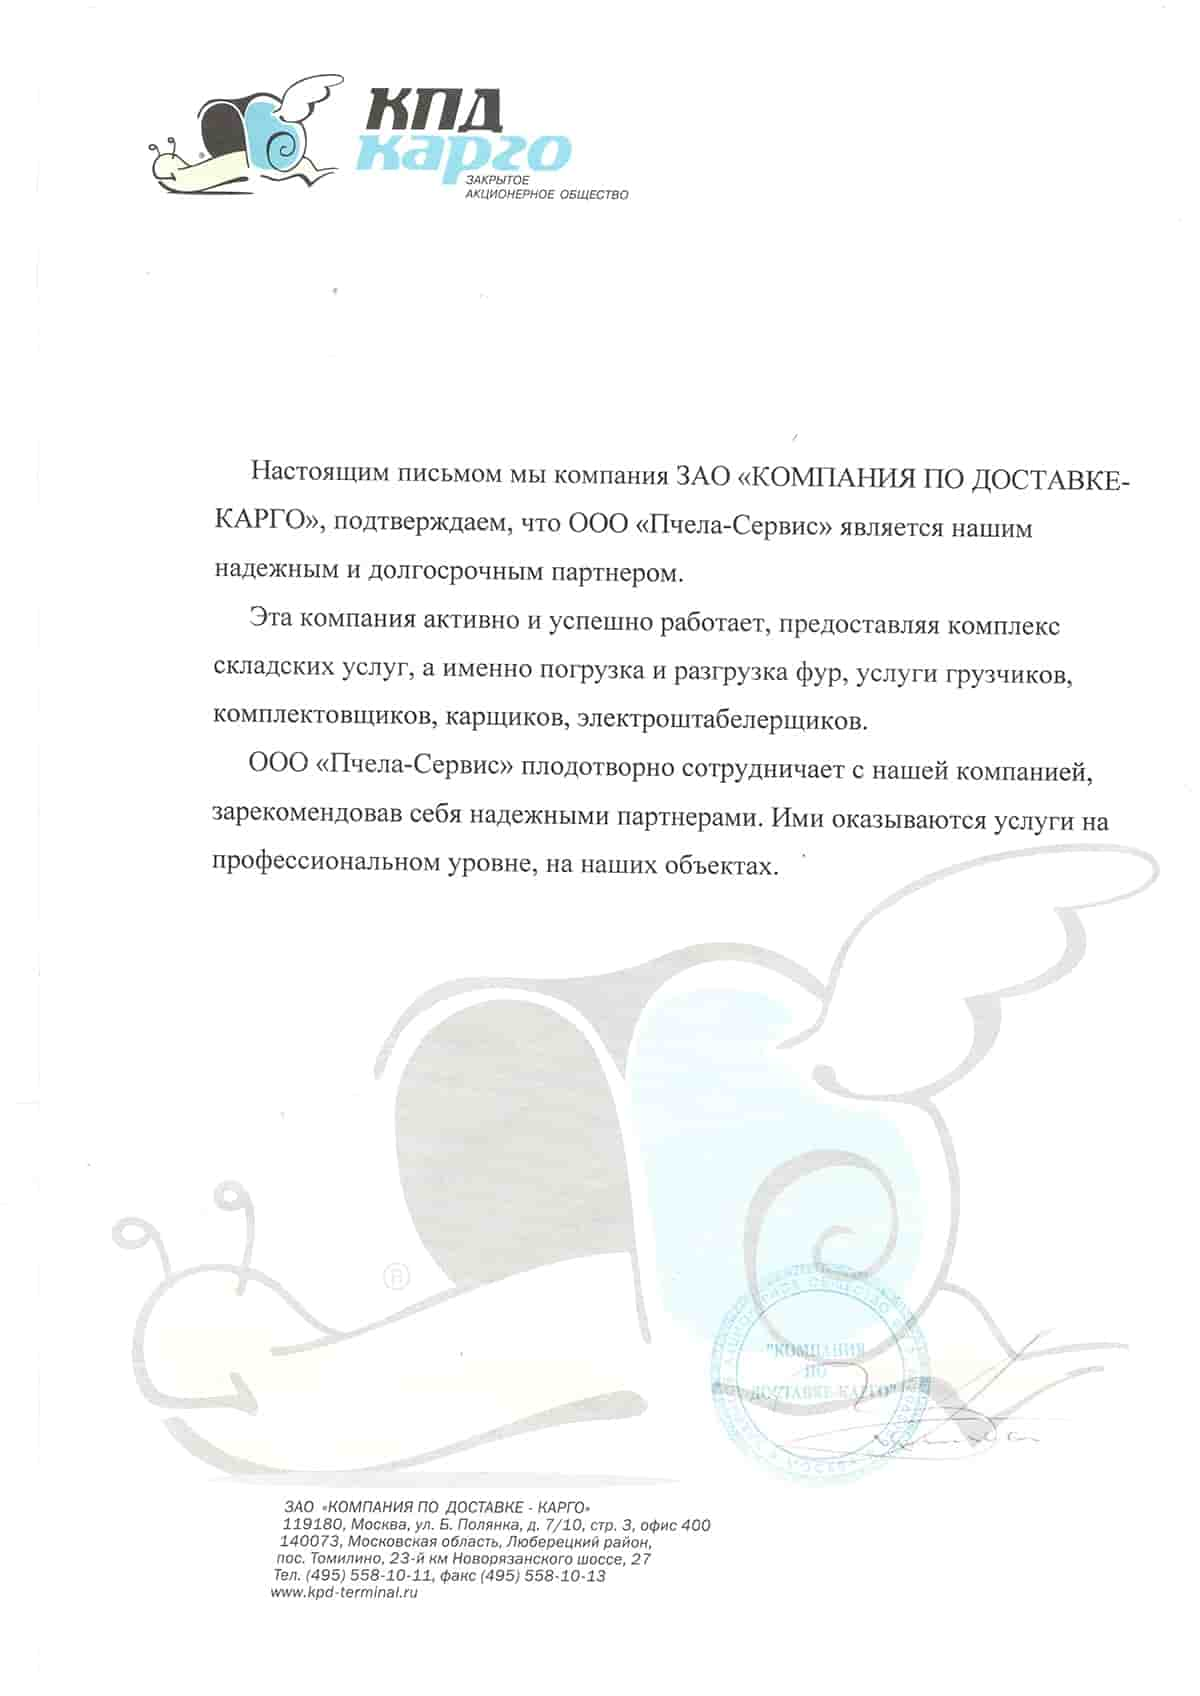 КПД
карго
ЗАКРЫТОЕ
АКЦИОНЕРНОЕ ОБЩЕСТВО
Настоящим письмом мы компания ЗАО «КОМПАНИЯ ПО ДОСТАВКЕ-
КАРГО», подтверждаем, что ООО «Пчела-Сервис» является нашим
надежным и долгосрочным партнером.
Эта компания активно и успешно работает, предоставляя комплекс
складских услуг, а именно погрузка и разгрузка фур, услуги грузчиков,
комплектовщиков, карщиков, электроштабелерщиков.
ООО «Пчела-Сервис» плодотворно сотрудничает с нашей компанией,
зарекомендовав себя надежными партнерами. Ими оказываются услуги на
профессиональном уровне, на наших объектах.
®
"КОМПАНИЯ
ПО
ДОСТАВКЕ-КАРГО"
ЗАО «КОМПАНИЯ ПО ДОСТАВКЕ - КАРГО»
119180, Москва, ул. Б. Полянка, д. 7/10, стр. 3, офис 400
140073, Московская область, Люберецкий район,
пос. Томилино, 23-й км Новорязанского шоссе, 27
Тел. (495) 558-10-11, факс (495) 558-10-13
www.kpd-terminal.ru